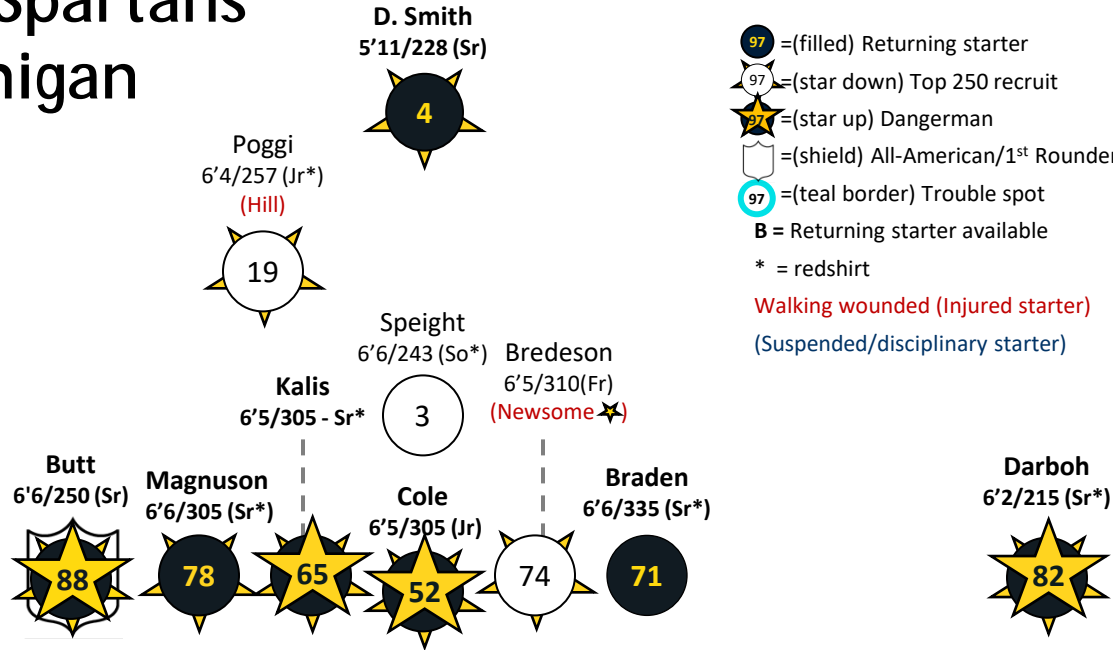 Spartans
D. Smith
5'11/228 (Sr)
4
Poggi
6'4/257 (Jr*)
(Hill)
19
Speight
6'6/243 (So*)
3
Kalis
6'5/305 - Sr*
Bredeson
6'5/310(Fr)
(Newsome )
Butt
6'6/250 (Sr)
88
Magnuson
6'6/305 (Sr*)
78
65
Cole
6'5/305 (Jr)
52
74
Braden
6'6/335 (Sr*)
71
Darboh
6'2/215 (Sr*)
82
97 =(filled) Returning starter
97 =(star down) Top 250 recruit
97 =(star up) Dangerman
=(shield) All-American/1st Rounder
97 =(teal border) Trouble spot
B = Returning starter available
* = redshirt
Walking wounded (Injured starter)
(Suspended/disciplinary starter)